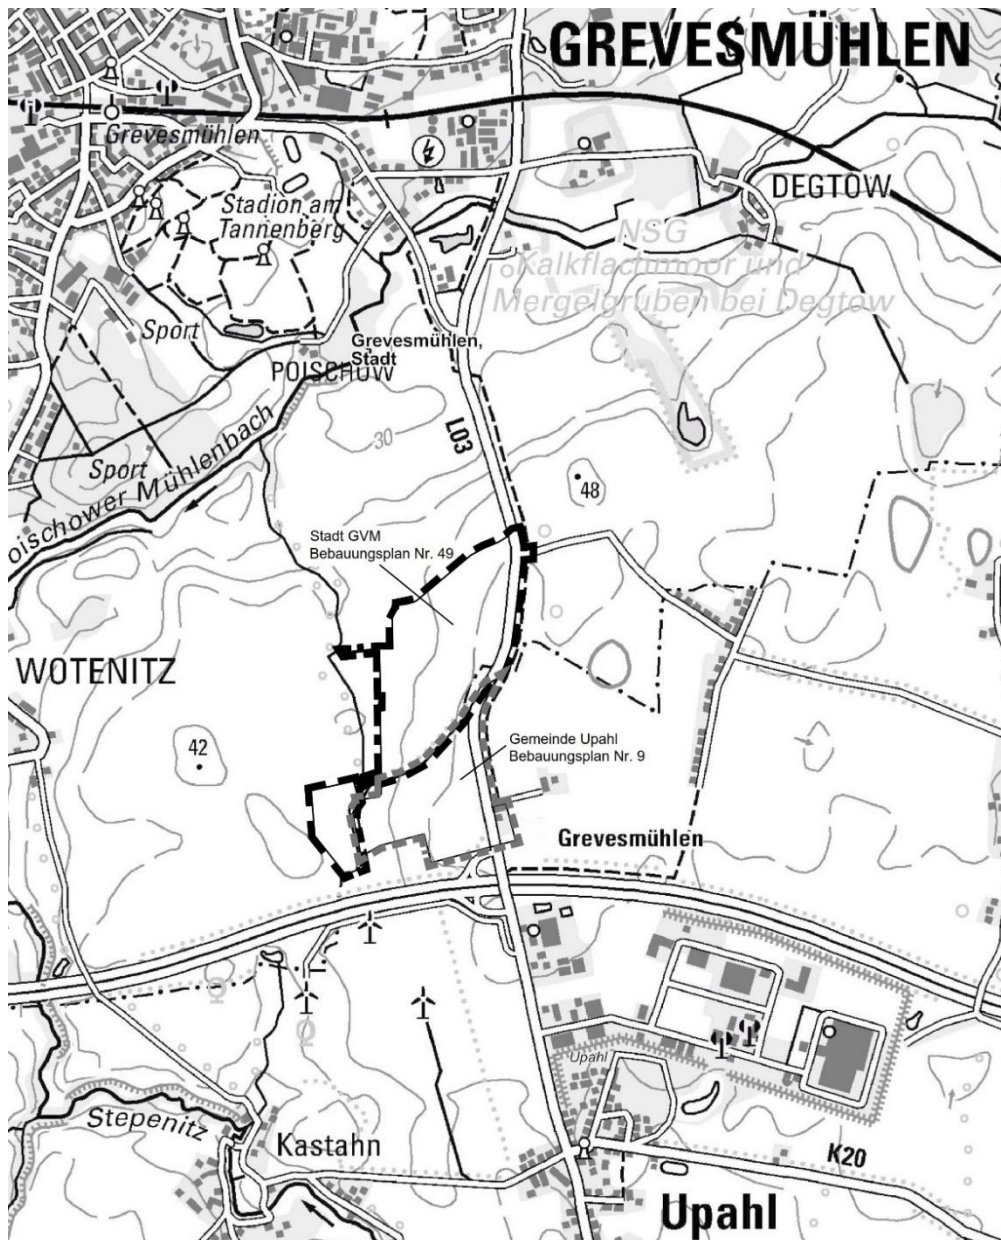 GREVESMÜHLEN
Grevesmühlen
DEGTOW
Stadion am
Tannenberg
NSG
Kalkflachmoor und
Mergelgruben bei Degtow
Sport
Grevesmühlen,
Stadt
POISCHOW
30
L03
Sport
oischower Mühlenbach
48
Stadt GVM
Bebauungsplan Nr. 49
WOTENITZ
42
Gemeinde Upahl
Bebauungsplan Nr. 9
Grevesmühlen
Upahl
Stepenitz
Kastahn
K20
Upahl